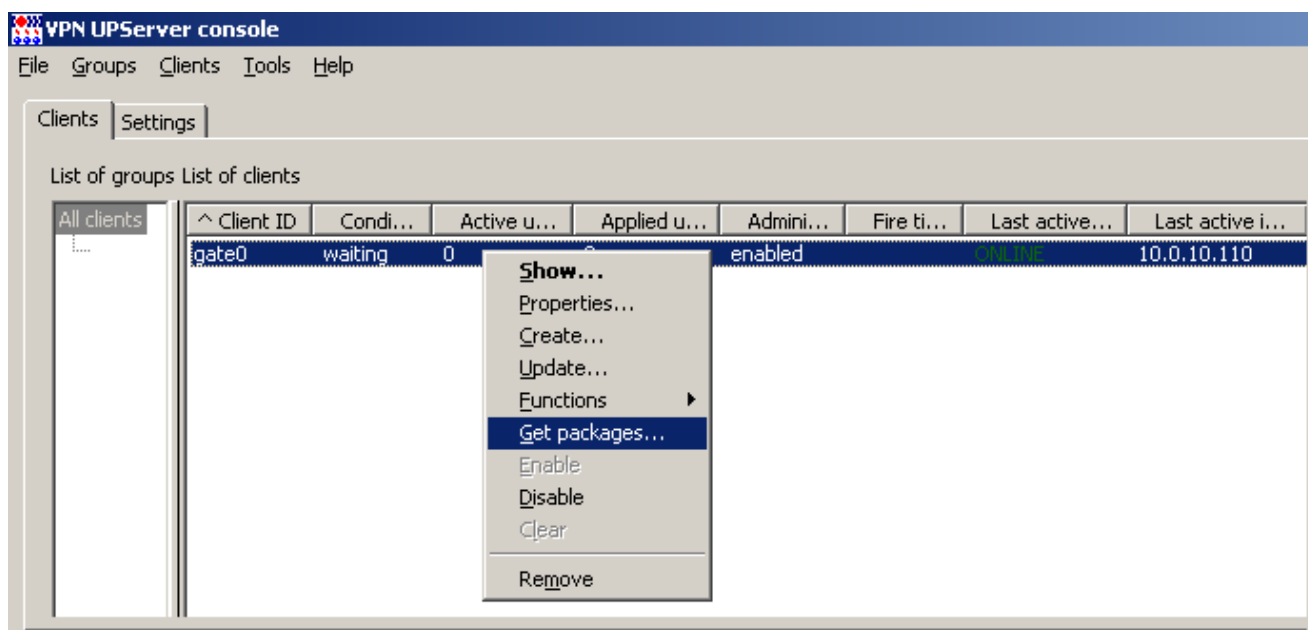 VPN UPServer console
File Groups Clients Tools Help
Clients Settings
List of groups List of clients
All clients ^ Client ID Condi... Active u... Applied u... Admini... Fire ti... Last active... Last active i...
gate0 waiting 0 enabled ONLINE 10.0.10.110
Show...
Properties...
Create...
Update...
Functions
Get packages...
Enable
Disable
Clear
Remove